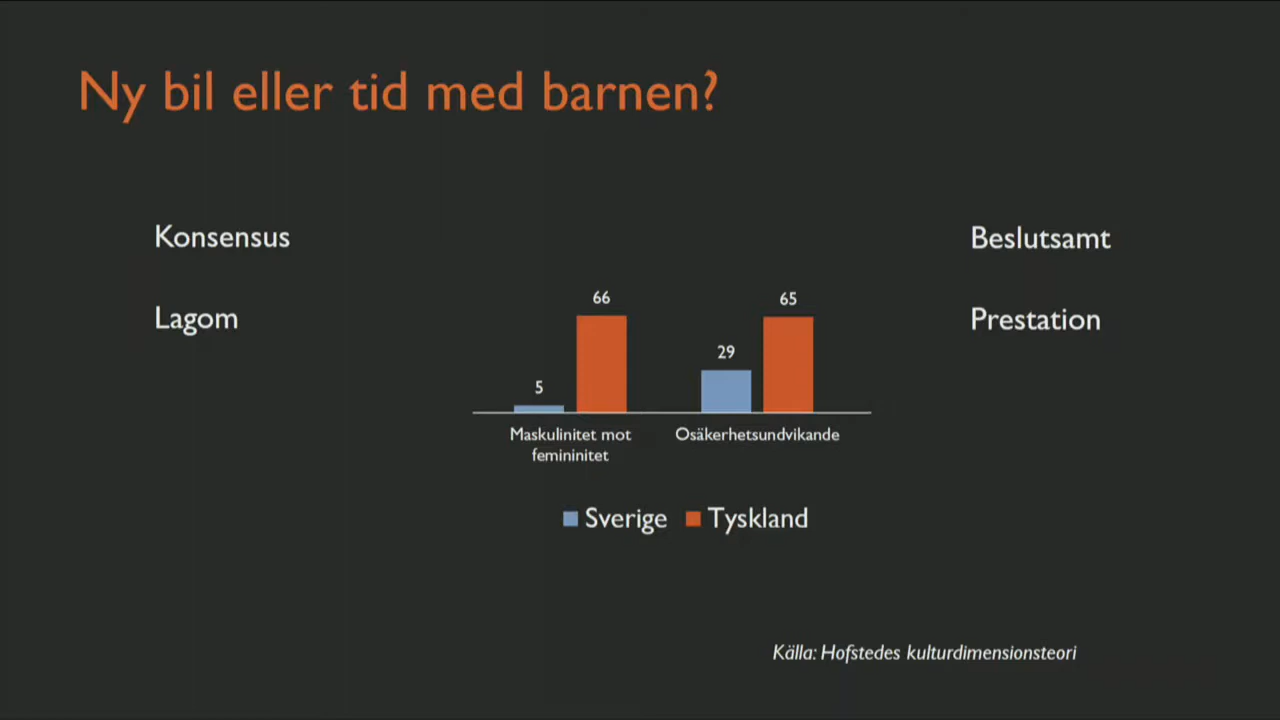 Ny bil eller tid med barnen?
Konsensus
Lagom
Beslutsamt
Prestation
5
66
29
65
Maskulinitet mot
femininitet
Osäkerhetsundvikande
Sverige
Tyskland
Källa: Hofstedes kulturdimensionsteori